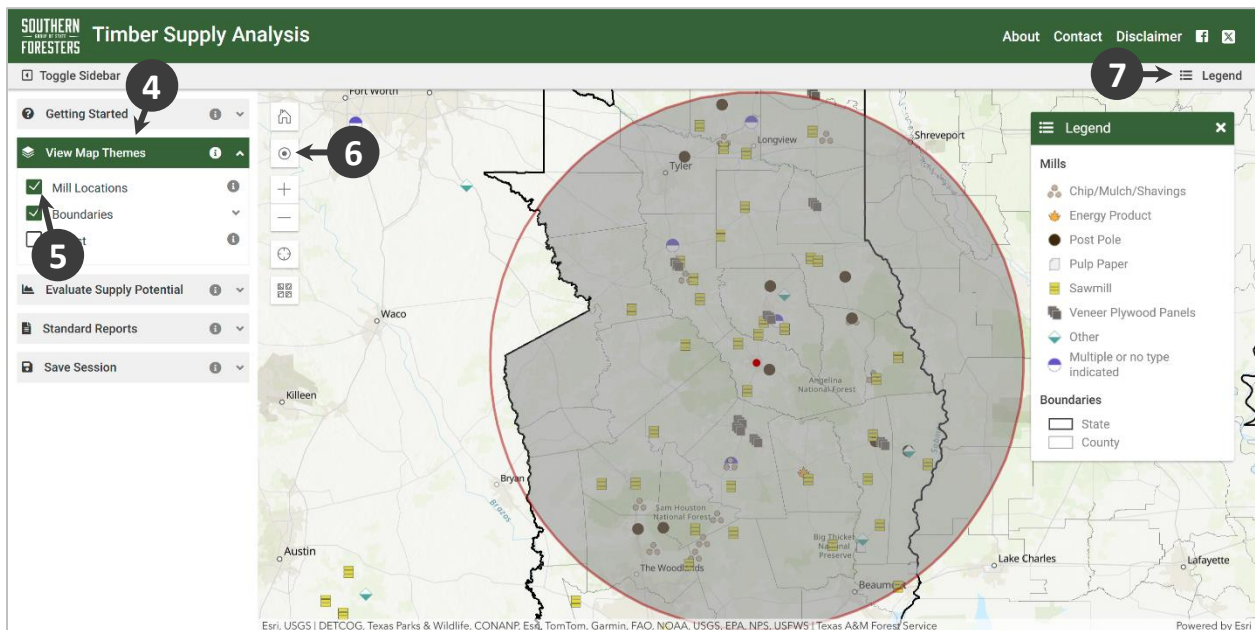 SOUTHERN
GROUP OF STATE
FORESTERS
Timber Supply Analysis
About Contact Disclaimer
Toggle Sidebar
4
7
Legend
Getting Started
View Map Themes
Mill Locations
Boundaries
5
Evaluate Supply Potential
Standard Reports
Save Session
6
Fort Worth
Longview
Shreveport
Tyler
Waco
Killeen
Angelina
National Forest
Sabine
Bryan
Brazos
Sam Houston
National Forest
Austin
The Woodlands
Big Thicket
National
Preserve
Beaumont
Lake Charles
Lafayette
Legend
Mills
Chip/Mulch/Shavings
Energy Product
Post Pole
Pulp Paper
Sawmill
Veneer Plywood Panels
Other
Multiple or no type
indicated
Boundaries
State
County
Esri, USGS | DETCOG, Texas Parks & Wildlife, CONANP, Esri, TomTom, Garmin, FAO, NOAA, USGS, EPA, NPS, USFWS | Texas A&M Forest Service
Powered by Esri